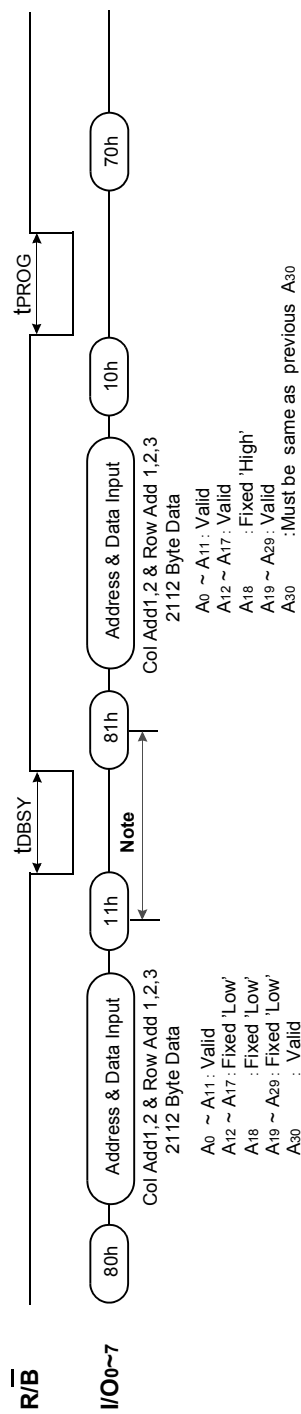 R/B
tDBSY
tPROG
I/O0~7
80h
Address & Data Input
11h
81h
Address & Data Input
10h
70h
Note
Col Add1,2 & Row Add 1,2,3
2112 Byte Data
A0 ~ A11 : Valid
A12 ~ A17 : Fixed 'Low'
A18 : Fixed 'Low'
A19 ~ A29 : Fixed 'Low'
A30 : Valid
Col Add1,2 & Row Add 1,2,3
2112 Byte Data
A0 ~ A11 : Valid
A12 ~ A17 : Valid
A18 : Fixed 'High'
A19 ~ A29 : Valid
A30 :Must be same as previous A30